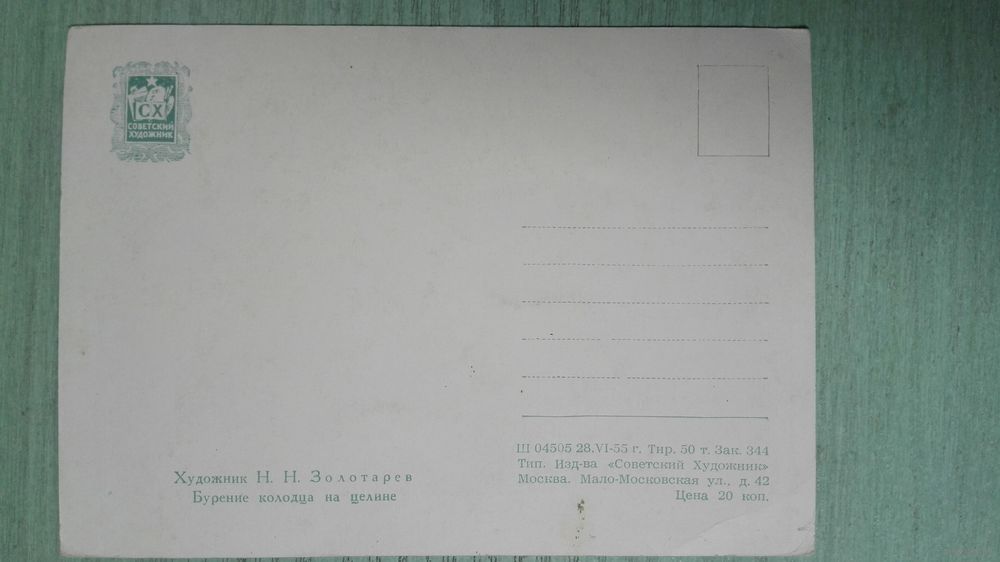 СХ
СОВЕТСКИЙ
ХУДОЖНИК
Художник Н. Н. Золотарев
Бурение колодца на целине
Ш 04505 28.VI-55 г. Тир. 50 т. Зак. 344
Тип. Изд-ва «Советский Художник»
Москва. Мало-Московская ул., д. 42
Цена 20 коп.